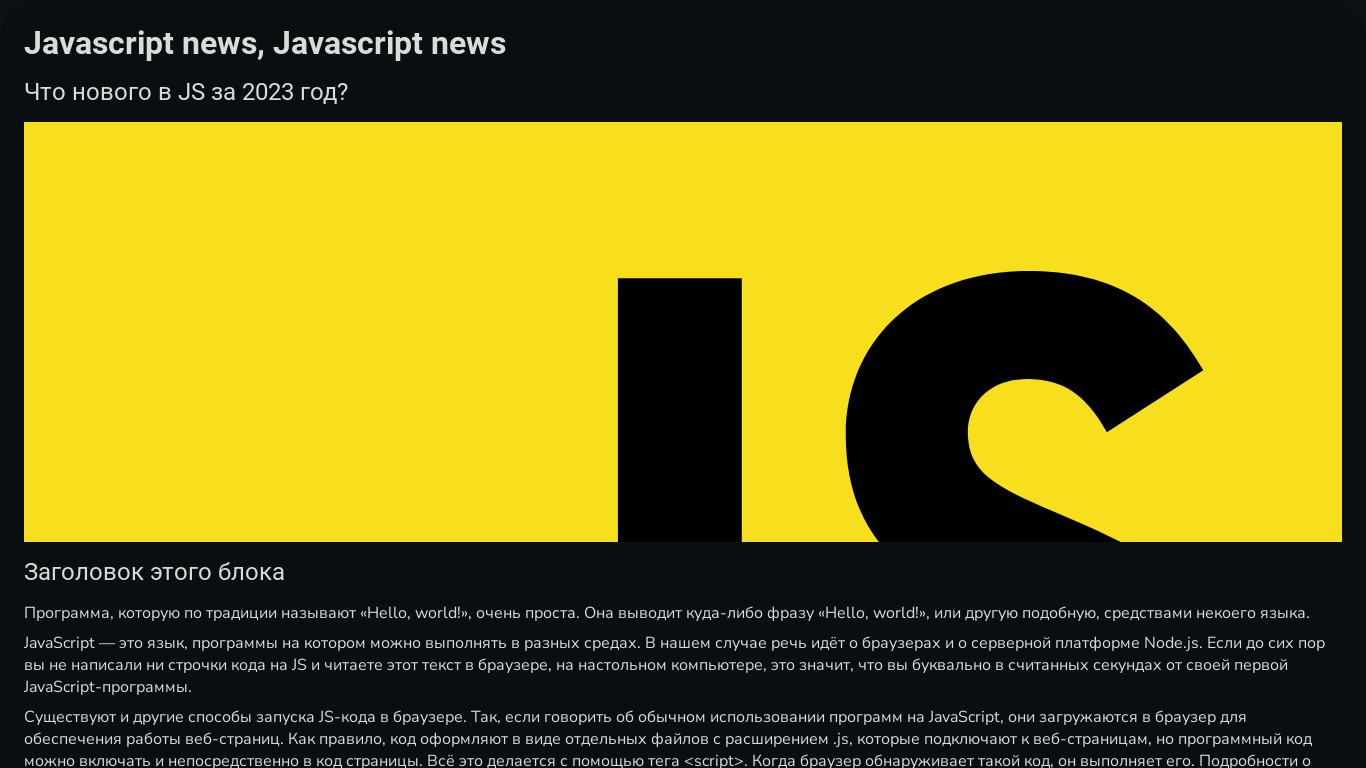 Javascript news, Javascript news
Что нового в JS за 2023 год?
JS
Заголовок этого блока
Программа, которую по традиции называют «Hello, world!», очень проста. Она выводит куда-либо фразу «Hello, world!», или другую подобную, средствами некоего языка.
JavaScript — это язык, программы на котором можно выполнять в разных средах. В нашем случае речь идёт о браузерах и о серверной платформе Node.js. Если до сих пор
вы не написали ни строчки кода на JS и читаете этот текст в браузере, на настольном компьютере, это значит, что вы буквально в считанных секундах от своей первой
JavaScript-программы.
Существуют и другие способы запуска JS-кода в браузере. Так, если говорить об обычном использовании программ на JavaScript, они загружаются в браузер для
обеспечения работы веб-страниц. Как правило, код оформляют в виде отдельных файлов с расширением .js, которые подключают к веб-страницам, но программный код
можно включать и непосредственно в код страницы. Всё это делается с помощью тега <script>. Когда браузер обнаруживает такой код, он выполняет его. Подробности о